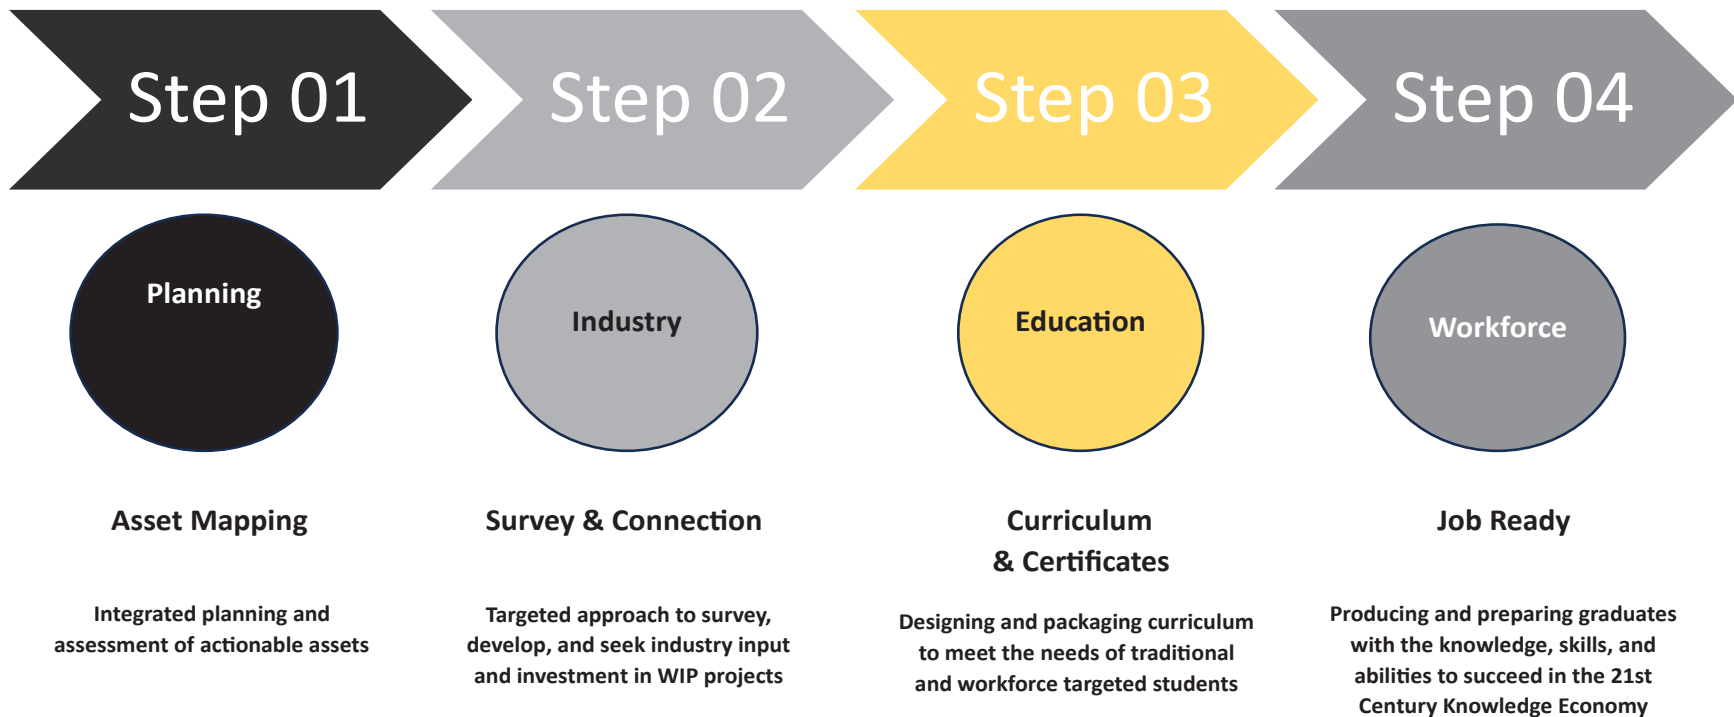 Step 01
Step 02
Step 03
Step 04
Planning
Industry
Education
Workforce
Asset Mapping
Integrated planning and
assessment of actionable assets
Survey & Connection
Targeted approach to survey,
develop, and seek industry input
and investment in WIP projects
Curriculum
& Certificates
Designing and packaging curriculum
to meet the needs of traditional
and workforce targeted students
Job Ready
Producing and preparing graduates
with the knowledge, skills, and
abilities to succeed in the 21st
Century Knowledge Economy